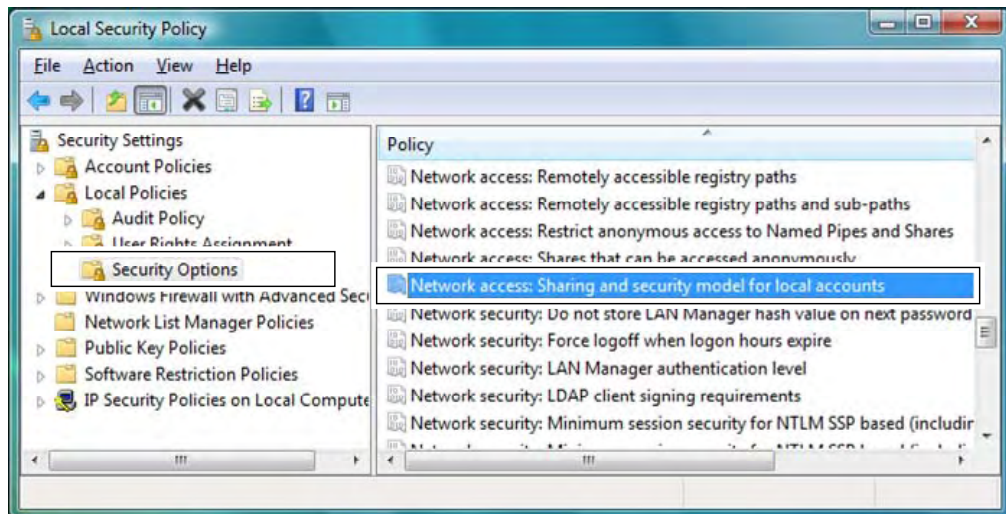 Local Security Policy
File Action View Help
Security Settings
Account Policies
Local Policies
Audit Policy
User Rights Assignment
Security Options
Windows Firewall with Advanced Secu
Network List Manager Policies
Public Key Policies
Software Restriction Policies
IP Security Policies on Local Compute
Policy
Network access: Remotely accessible registry paths
Network access: Remotely accessible registry paths and sub-paths
Network access: Restrict anonymous access to Named Pipes and Shares
Network access: Shares that can be accessed anonymously
Network access: Sharing and security model for local accounts
Network security: Do not store LAN Manager hash value on next password
Network security: Force logoff when logon hours expire
Network security: LAN Manager authentication level
Network security: LDAP client signing requirements
Network security: Minimum session security for NTLM SSP based (includin